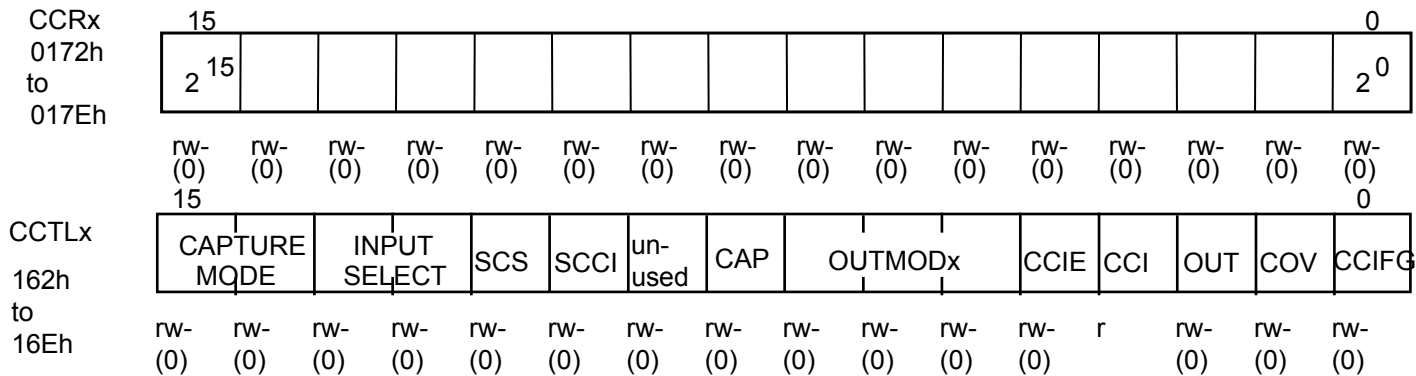 CCRx
0172h
to
017Eh
15 0
2 15 2 0
rw- rw- rw- rw- rw- rw- rw- rw- rw- rw- rw- rw- rw- rw- rw- rw-
(0) (0) (0) (0) (0) (0) (0) (0) (0) (0) (0) (0) (0) (0) (0) (0)
15 0
CCTLx
162h
to
16Eh
CAPTURE
MODE
INPUT
SELECT
SCS
SCCI
un-
used
CAP
OUTMODx
CCIE
CCI
OUT
COV
CCIFG
rw- rw- rw- rw- rw- rw- rw- rw- rw- rw- rw- rw- r rw- rw- rw-
(0) (0) (0) (0) (0) (0) (0) (0) (0) (0) (0) (0) (0) (0) (0)